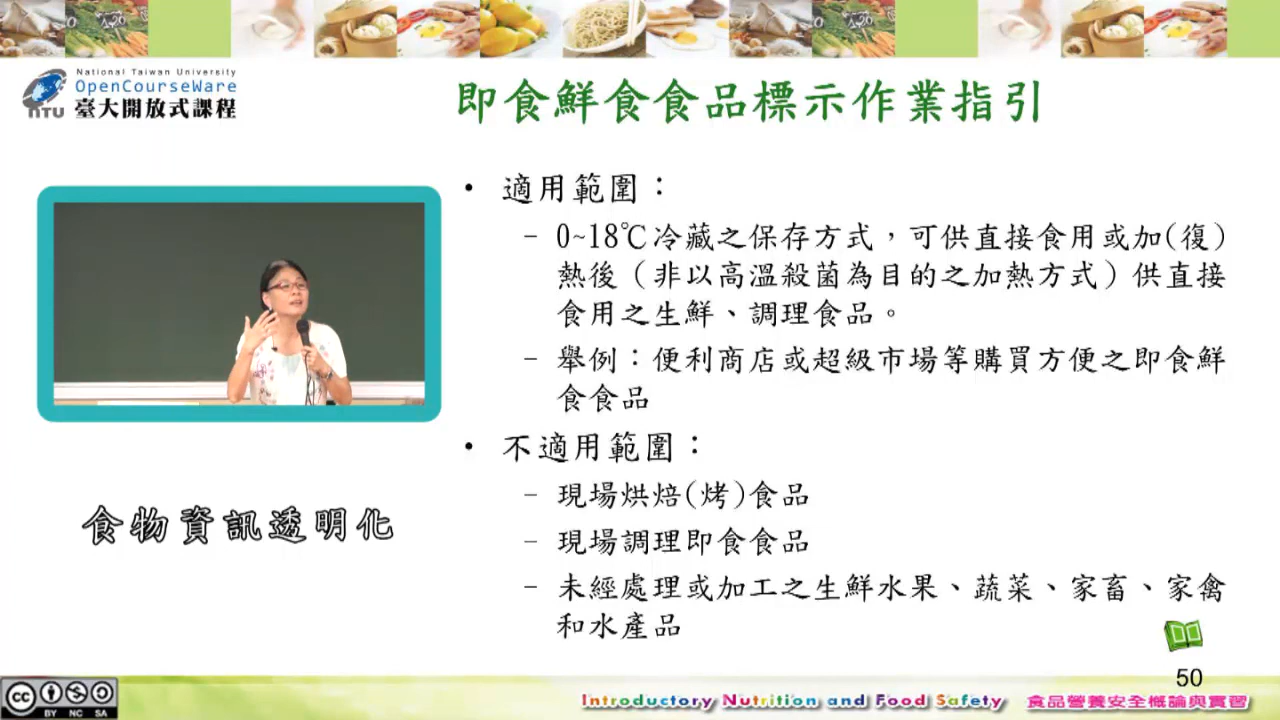 National Taiwan University
OpenCourseWare
臺大開放式課程
NTU
即食鮮食食品標示作業指引
• 適用範圍：
– 0~18℃冷藏之保存方式，可供直接食用或加(復)
熱後（非以高溫殺菌為目的之加熱方式）供直接
食用之生鮮、調理食品。
– 舉例：便利商店或超級市場等購買方便之即食鮮
食食品
• 不適用範圍：
– 現場烘焙(烤)食品
– 現場調理即食食品
– 未經處理或加工之生鮮水果、蔬菜、家畜、家禽
和水產品
食物資訊透明化
50
cc BY NC SA
Introductory Nutrition and Food Safety 食品營養安全概論與實習